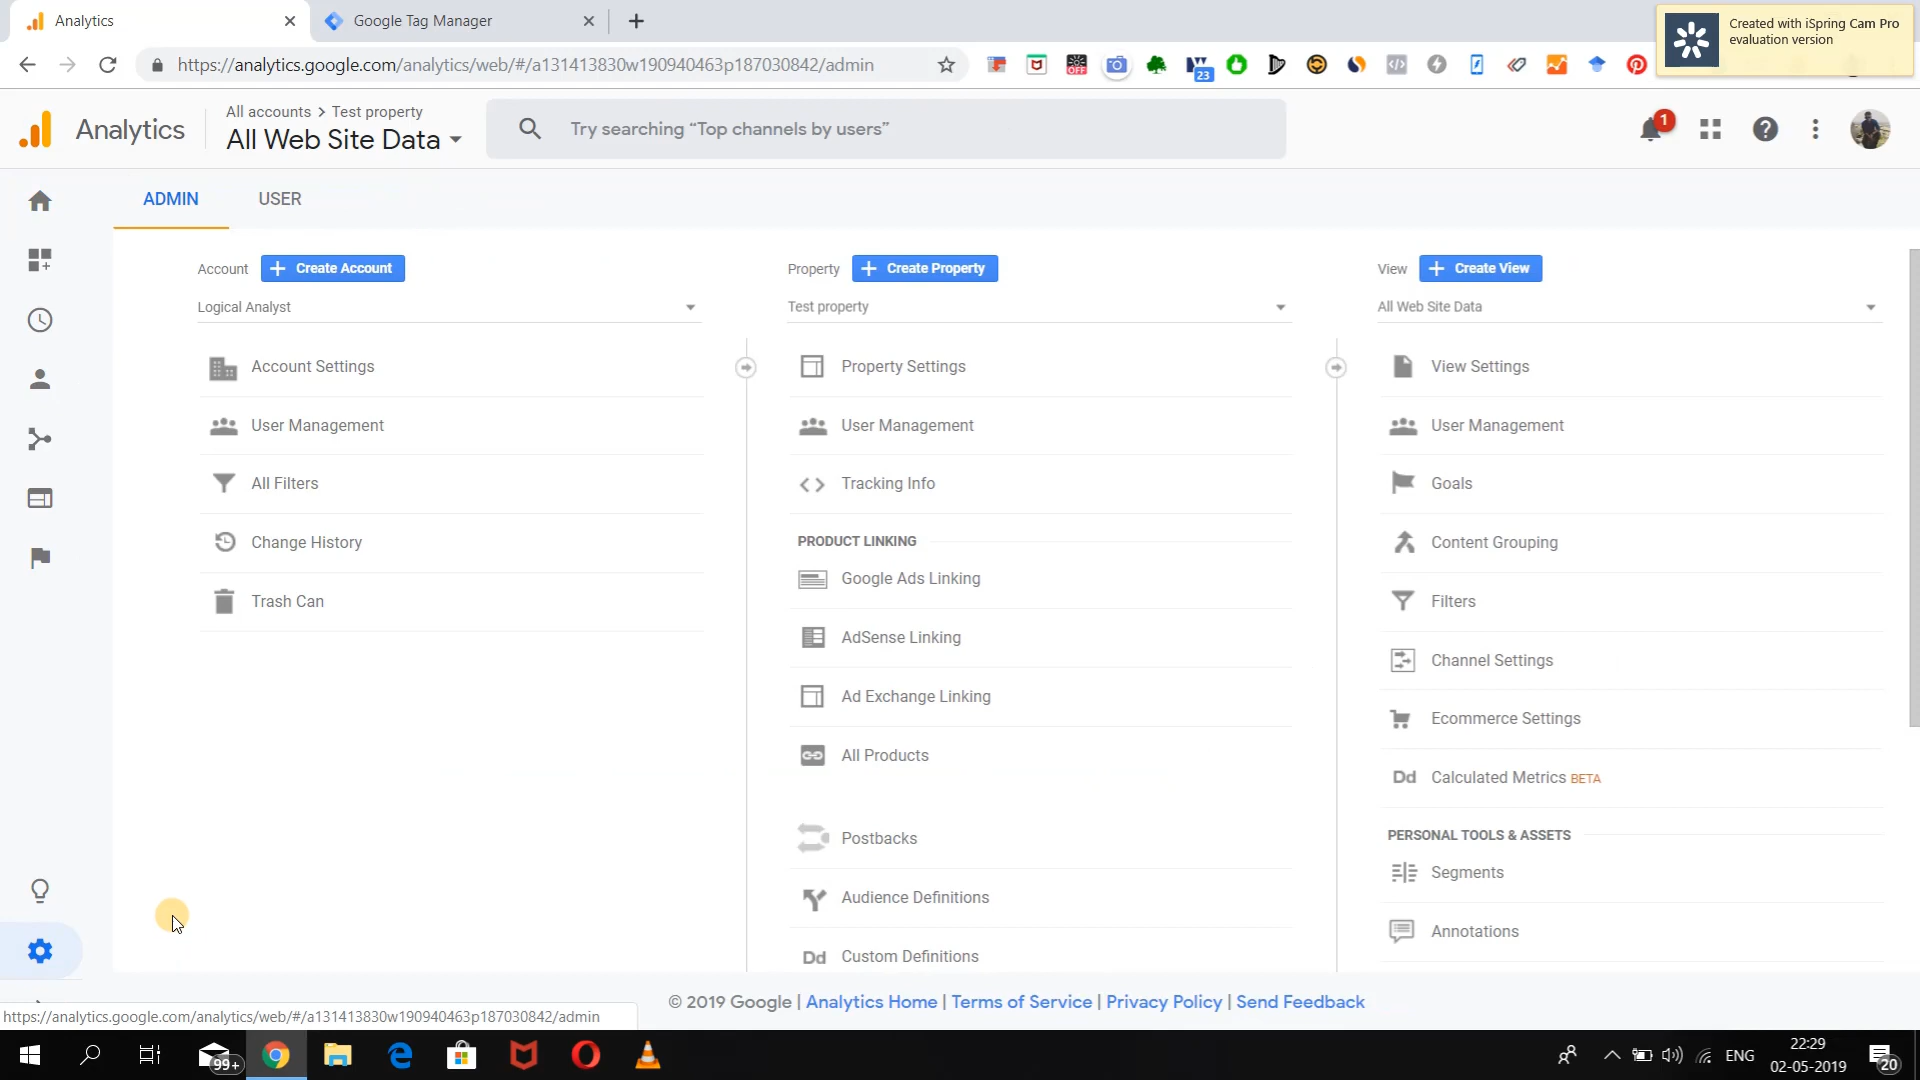 Analytics
Google Tag Manager
Created with iSpring Cam Pro
evaluation version
https://analytics.google.com/analytics/web/#/a131413830w190940463p187030842/admin
OFF
23
Analytics
All accounts > Test property
All Web Site Data
Try searching “Top channels by users”
1
ADMIN
USER
Account
Create Account
Logical Analyst
Account Settings
User Management
All Filters
Change History
Trash Can
Property
Create Property
Test property
Property Settings
User Management
Tracking Info
PRODUCT LINKING
Google Ads Linking
AdSense Linking
Ad Exchange Linking
All Products
Postbacks
Audience Definitions
Dd Custom Definitions
View
Create View
All Web Site Data
View Settings
User Management
Goals
Content Grouping
Filters
Channel Settings
Ecommerce Settings
Dd Calculated Metrics BETA
PERSONAL TOOLS & ASSETS
Segments
Annotations
© 2019 Google | Analytics Home | Terms of Service | Privacy Policy | Send Feedback
https://analytics.google.com/analytics/web/#/a131413830w190940463p187030842/admin
99+
ENG
22:29
02-05-2019
20